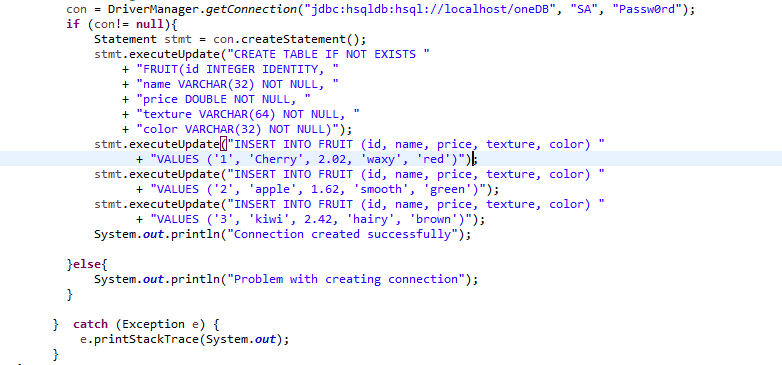 con = DriverManager.getConnection("jdbc:hsqldb:hsql://localhost/oneDB", "SA", "Passw0rd");
if (con!= null){
Statement stmt = con.createStatement();
stmt.executeUpdate("CREATE TABLE IF NOT EXISTS "
+ "FRUIT(id INTEGER IDENTITY, "
+ "name VARCHAR(32) NOT NULL, "
+ "price DOUBLE NOT NULL, "
+ "texture VARCHAR(64) NOT NULL, "
+ "color VARCHAR(32) NOT NULL)");
stmt.executeUpdate("INSERT INTO FRUIT (id, name, price, texture, color) "
+ "VALUES ('1', 'Cherry', 2.02, 'waxy', 'red')");
stmt.executeUpdate("INSERT INTO FRUIT (id, name, price, texture, color) "
+ "VALUES ('2', 'apple', 1.62, 'smooth', 'green')");
stmt.executeUpdate("INSERT INTO FRUIT (id, name, price, texture, color) "
+ "VALUES ('3', 'kiwi', 2.42, 'hairy', 'brown')");
System.out.println("Connection created successfully");
}else{
System.out.println("Problem with creating connection");
}
} catch (Exception e) {
e.printStackTrace(System.out);
}